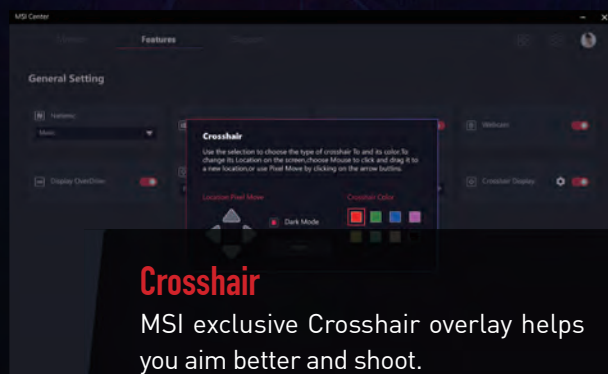 MSI Center
Features
General Setting
Music
Webcam
Display OverDrive
Crosshair Display
Crosshair
Use the selection to choose the type of crosshair To and its color.To
change its Location on the screen,choose Mouse to click and drag it to
a new location,or use Pixel Move by clicking on the arrow buttins.
Location:Pixel Move
Crosshair Color
Dark Mode
Crosshair
MSI exclusive Crosshair overlay helps
you aim better and shoot.